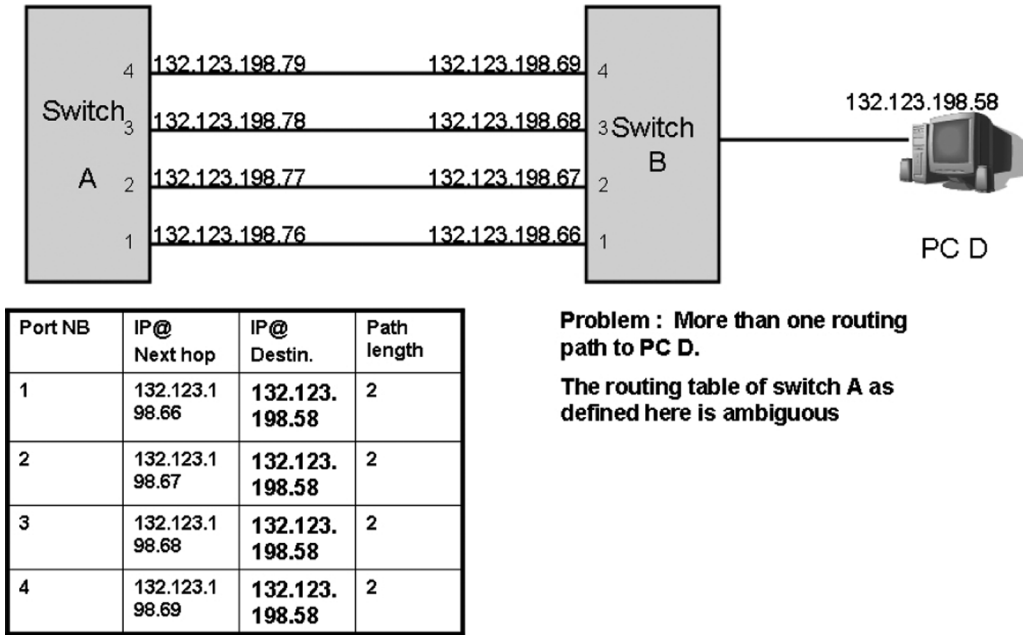 4 132.123.198.79 132.123.198.69 4
132.123.198.58
Switch
3 132.123.198.78 132.123.198.68 3 Switch
A
B
2 132.123.198.77 132.123.198.67 2
1 132.123.198.76 132.123.198.66 1
PC D
Port NB
IP@
Next hop
IP@
Destin.
Path
length
1
132.123.1
98.66
132.123.
198.58
2
2
132.123.1
98.67
132.123.
198.58
2
3
132.123.1
98.68
132.123.
198.58
2
4
132.123.1
98.69
132.123.
198.58
2
Problem : More than one routing
path to PC D.
The routing table of switch A as
defined here is ambiguous